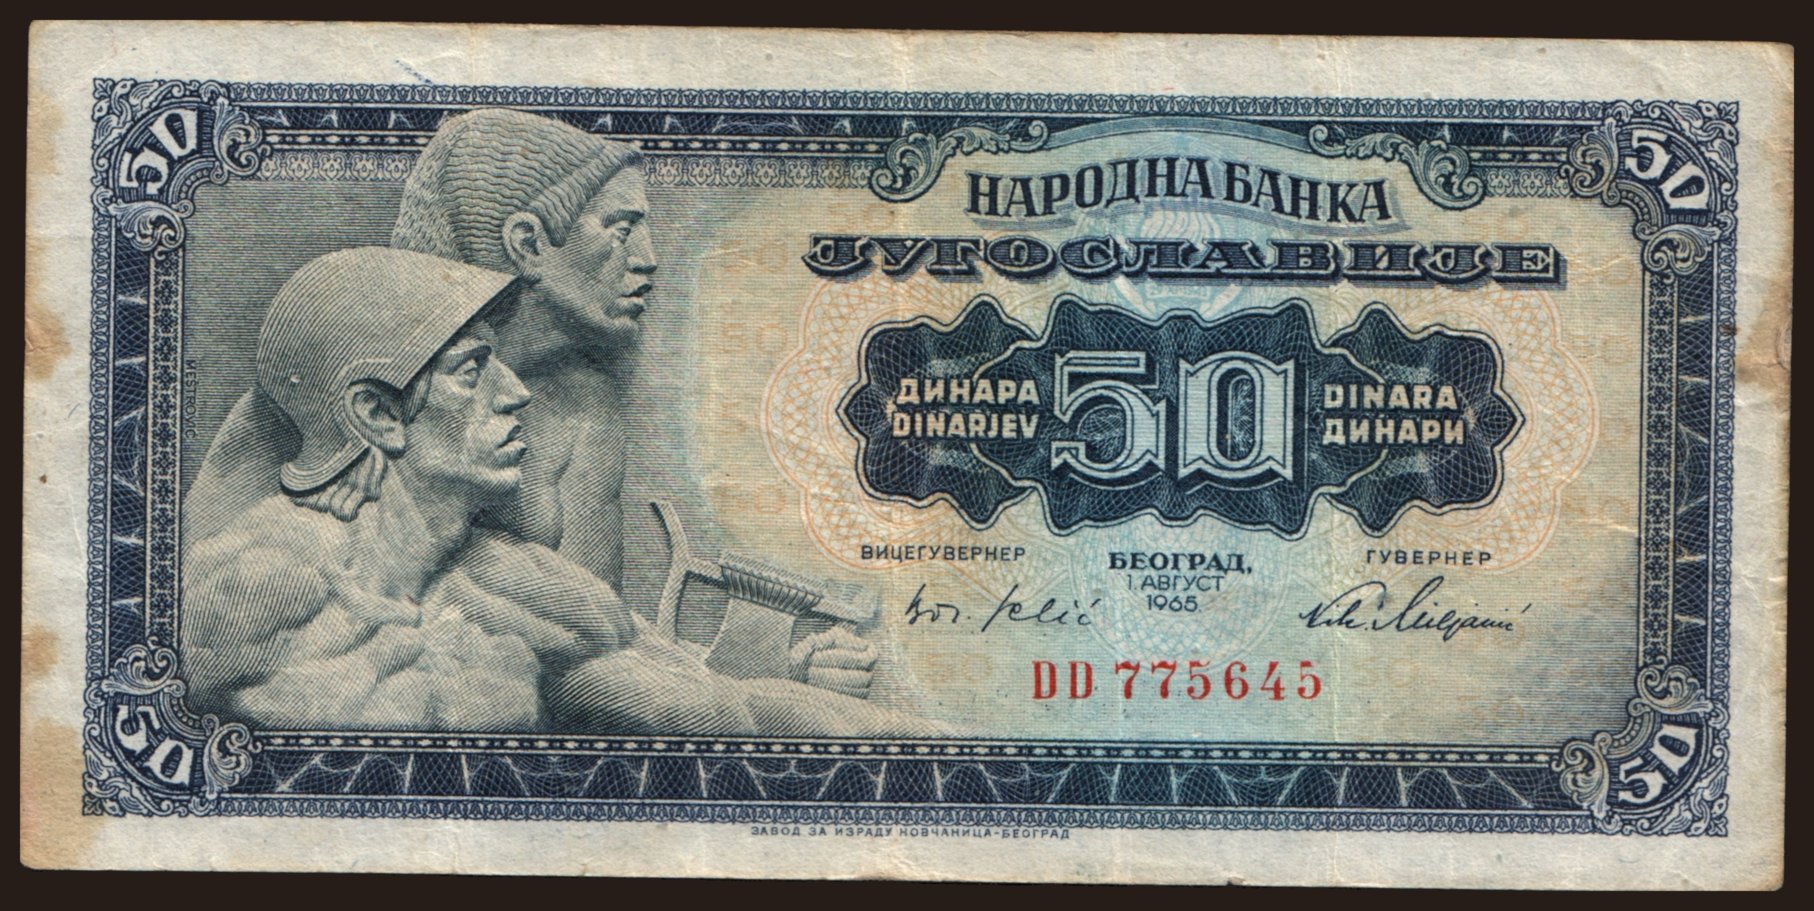 50
50
НАРОДНА БАНКА
ЈУГОСЛАВИЈЕ
MEŠTROVIĆ
ДИНАРА
DINARJEV
50
DINARA
ДИНАРИ
ВИЦЕГУВЕРНЕР
БЕОГРАД,
1. АВГУСТ
1965.
ГУВЕРНЕР
DD 775645
50
50
ЗАВОД ЗА ИЗРАДУ НОВЧАНИЦА-БЕОГРАД